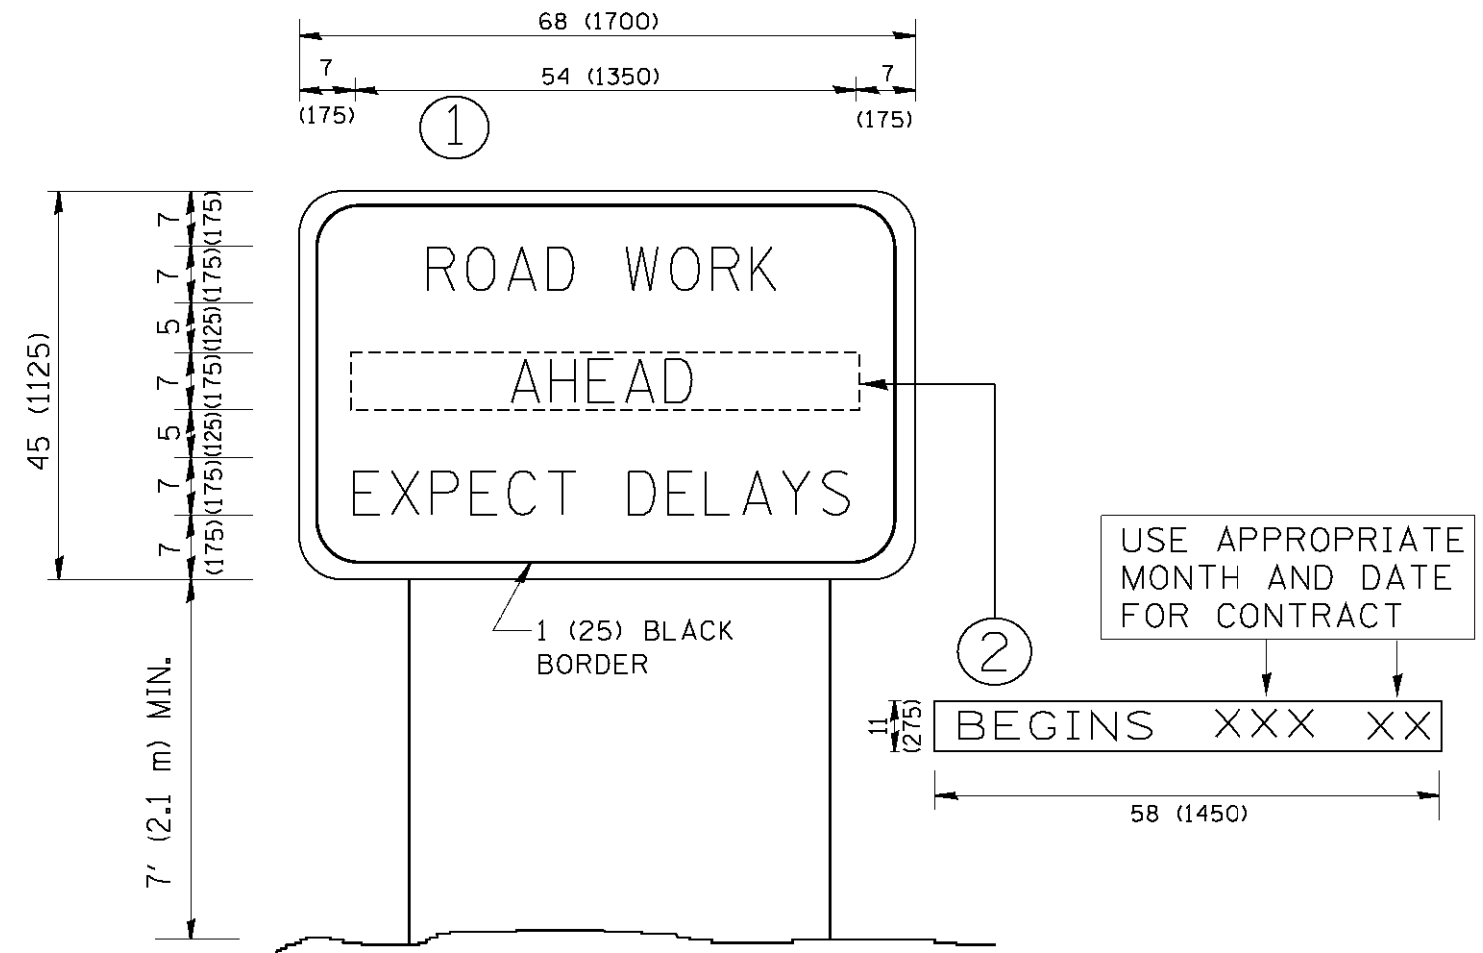 68 (1700)
7 54 (1350) 7
(175) (175)
1
45 (1125)
7 (175)
7 (175)
5 (125)
7 (175)
5 (125)
7 (175)
7 (175)
ROAD WORK
AHEAD
EXPECT DELAYS
1 (25) BLACK
BORDER
7' (2.1 m) MIN.
USE APPROPRIATE
MONTH AND DATE
FOR CONTRACT
2
11
(275)
BEGINS XXX XX
58 (1450)